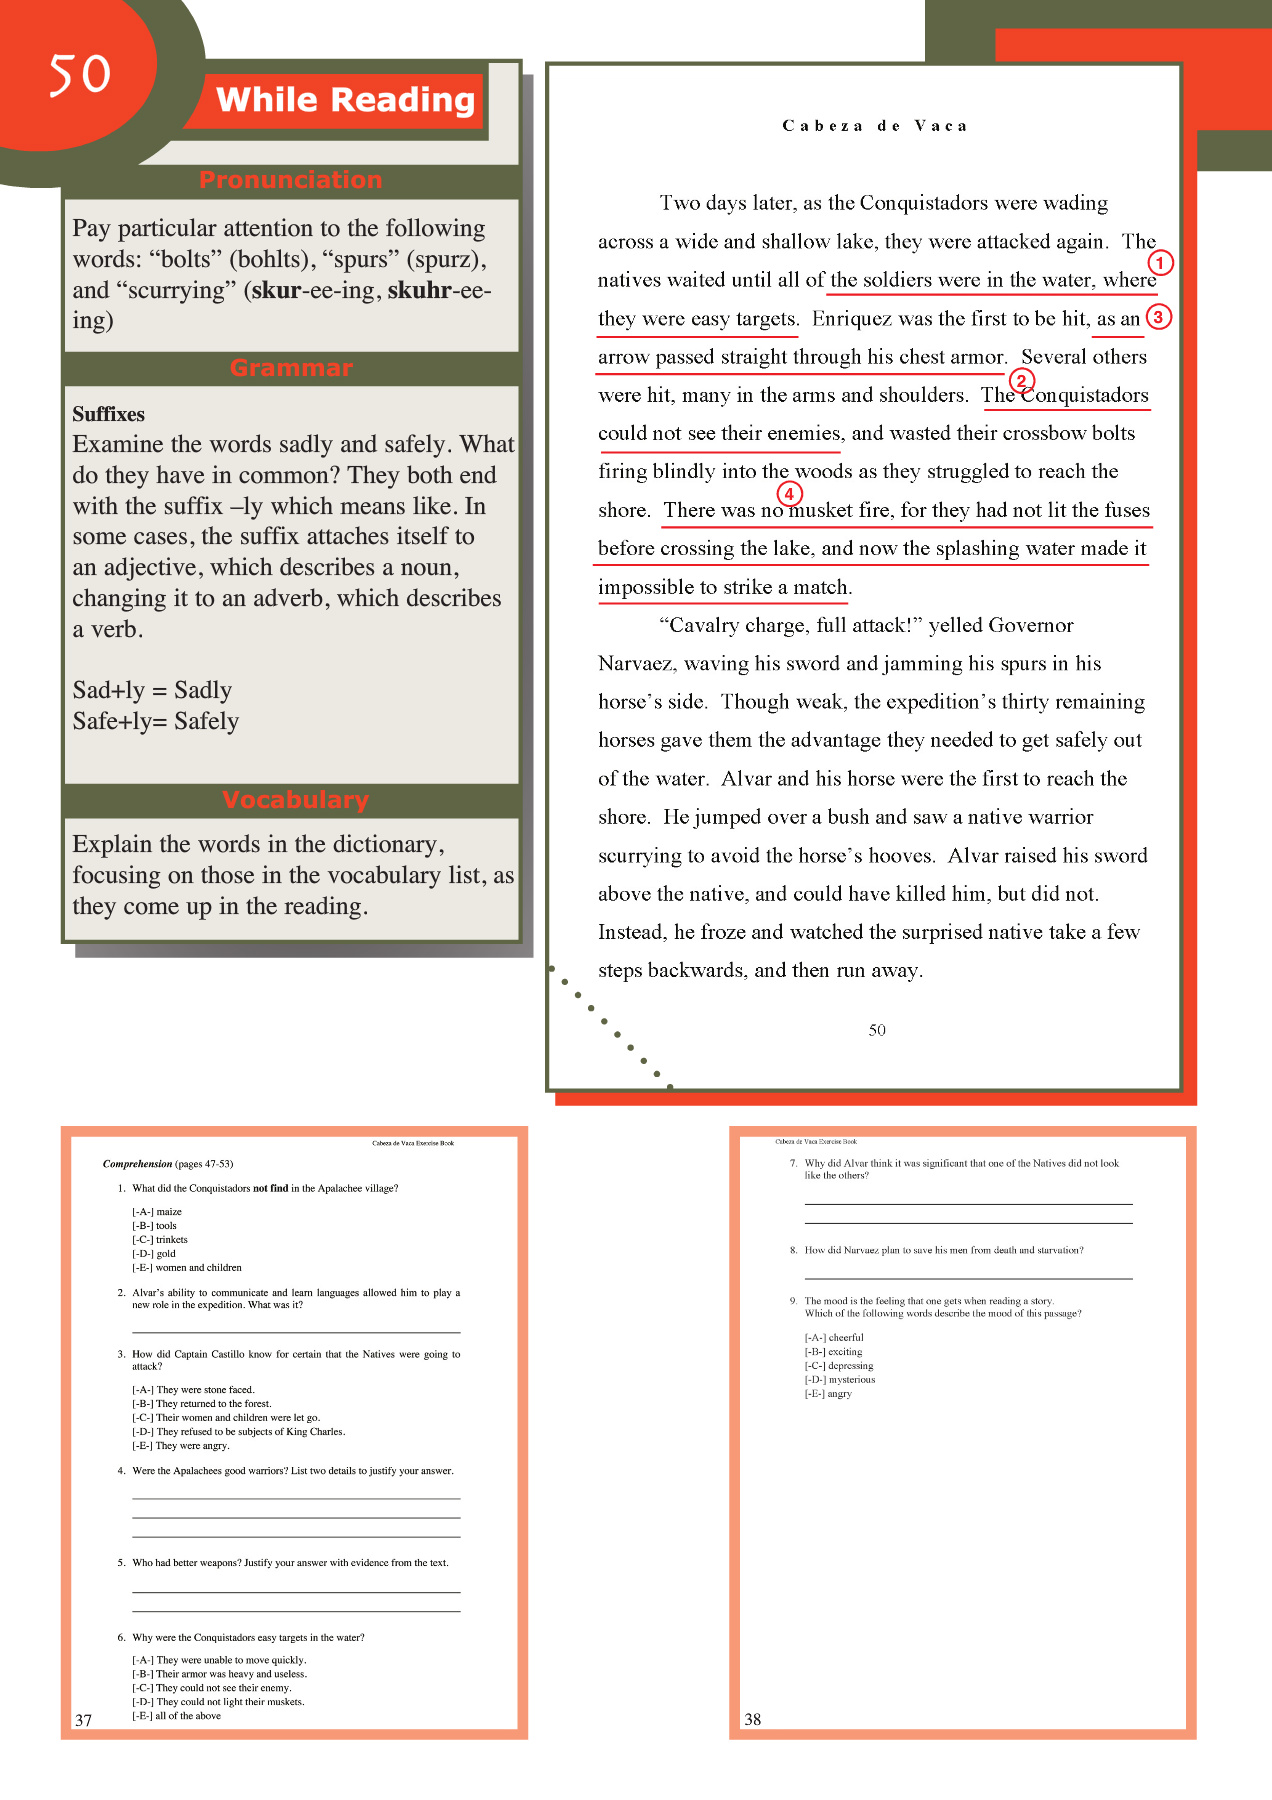 50
While Reading
Pronunciation
Pay particular attention to the following
words: “bolts” (bohlts), “spurs” (spurz),
and “scurrying” (skur-ee-ing, skuhr-ee-
ing)
Grammar
Suffixes
Examine the words sadly and safely. What
do they have in common? They both end
with the suffix –ly which means like. In
some cases, the suffix attaches itself to
an adjective, which describes a noun,
changing it to an adverb, which describes
a verb.
Sad+ly = Sadly
Safe+ly= Safely
Vocabulary
Explain the words in the dictionary,
focusing on those in the vocabulary list, as
they come up in the reading.
Cabeza de Vaca
Two days later, as the Conquistadors were wading
across a wide and shallow lake, they were attacked again. The
1
natives waited until all of the soldiers were in the water, where
they were easy targets. Enriquez was the first to be hit, as an
3
arrow passed straight through his chest armor. Several others
2
were hit, many in the arms and shoulders. The Conquistadors
could not see their enemies, and wasted their crossbow bolts
firing blindly into the woods as they struggled to reach the
4
shore. There was no musket fire, for they had not lit the fuses
before crossing the lake, and now the splashing water made it
impossible to strike a match.
“Cavalry charge, full attack!” yelled Governor
Narvaez, waving his sword and jamming his spurs in his
horse’s side. Though weak, the expedition’s thirty remaining
horses gave them the advantage they needed to get safely out
of the water. Alvar and his horse were the first to reach the
shore. He jumped over a bush and saw a native warrior
scurrying to avoid the horse’s hooves. Alvar raised his sword
above the native, and could have killed him, but did not.
Instead, he froze and watched the surprised native take a few
steps backwards, and then run away.
50
Cabeza de Vaca Exercise Book
Comprehension (pages 47-53)
1. What did the Conquistadors not find in the Apalachee village?
[-A-] maize
[-B-] tools
[-C-] trinkets
[-D-] gold
[-E-] women and children
2. Alvar’s ability to communicate and learn languages allowed him to play a
new role in the expedition. What was it?
3. How did Captain Castillo know for certain that the Natives were going to
attack?
[-A-] They were stone faced.
[-B-] They returned to the forest.
[-C-] Their women and children were let go.
[-D-] They refused to be subjects of King Charles.
[-E-] They were angry.
4. Were the Apalachees good warriors? List two details to justify your answer.
5. Who had better weapons? Justify your answer with evidence from the text.
6. Why were the Conquistadors easy targets in the water?
[-A-] They were unable to move quickly.
[-B-] Their armor was heavy and useless.
[-C-] They could not see their enemy.
[-D-] They could not light their muskets.
[-E-] all of the above
37
Cabeza de Vaca Exercise Book
7. Why did Alvar think it was significant that one of the Natives did not look
like the others?
8. How did Narvaez plan to save his men from death and starvation?
9. The mood is the feeling that one gets when reading a story.
Which of the following words describe the mood of this passage?
[-A-] cheerful
[-B-] exciting
[-C-] depressing
[-D-] mysterious
[-E-] angry
38